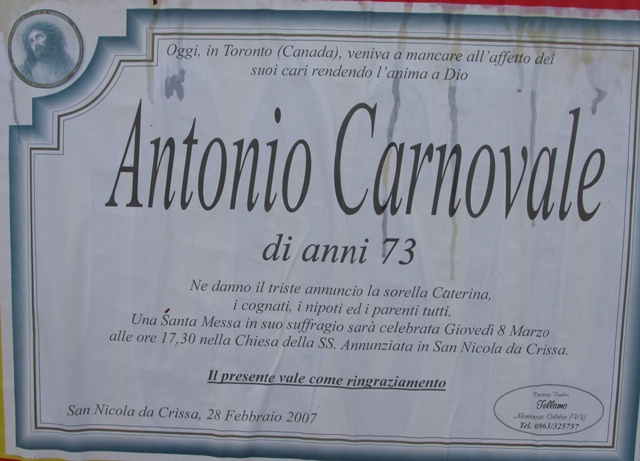 Oggi, in Toronto (Canada), veniva a mancare all'affetto dei
suoi cari rendendo l'anima a Dio
Antonio Carnovale
di anni 73
Ne danno il triste annuncio la sorella Caterina,
i cognati, i nipoti ed i parenti tutti.
Una Santa Messa in suo suffragio sarà celebrata Giovedì 8 Marzo
alle ore 17,30 nella Chiesa della SS. Annunziata in San Nicola da Crissa.
Il presente vale come ringraziamento
San Nicola da Crissa, 28 Febbraio 2007
Tellamo
(VV)
Tel. 0963/325757